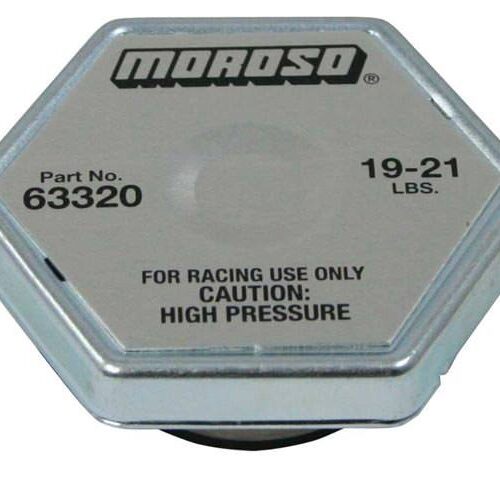 MOROSO®
Part No.
63320
19-21
LBS.
FOR RACING USE ONLY
CAUTION:
HIGH PRESSURE